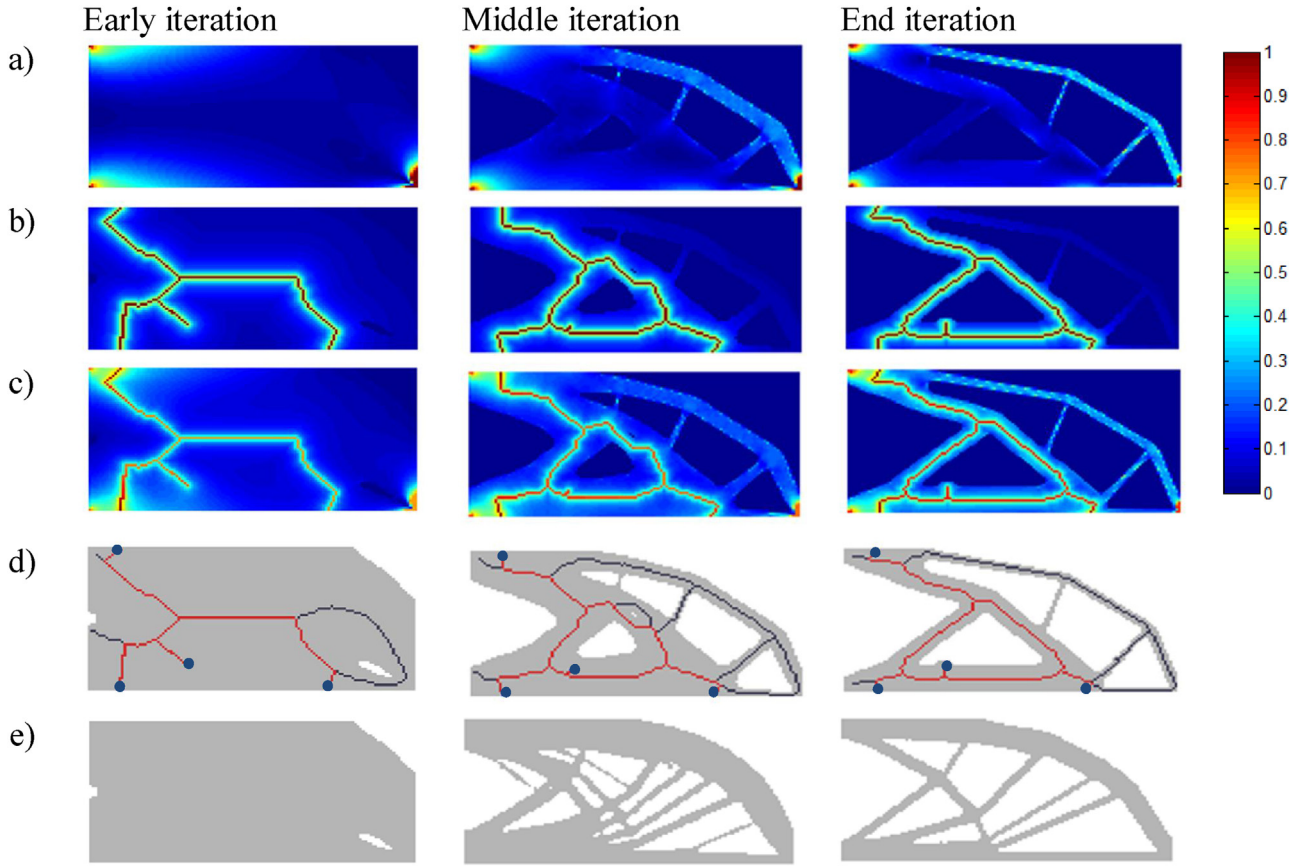 Early iteration Middle iteration End iteration
a)
b)
c)
d)
e)
1
0.9
0.8
0.7
0.6
0.5
0.4
0.3
0.2
0.1
0